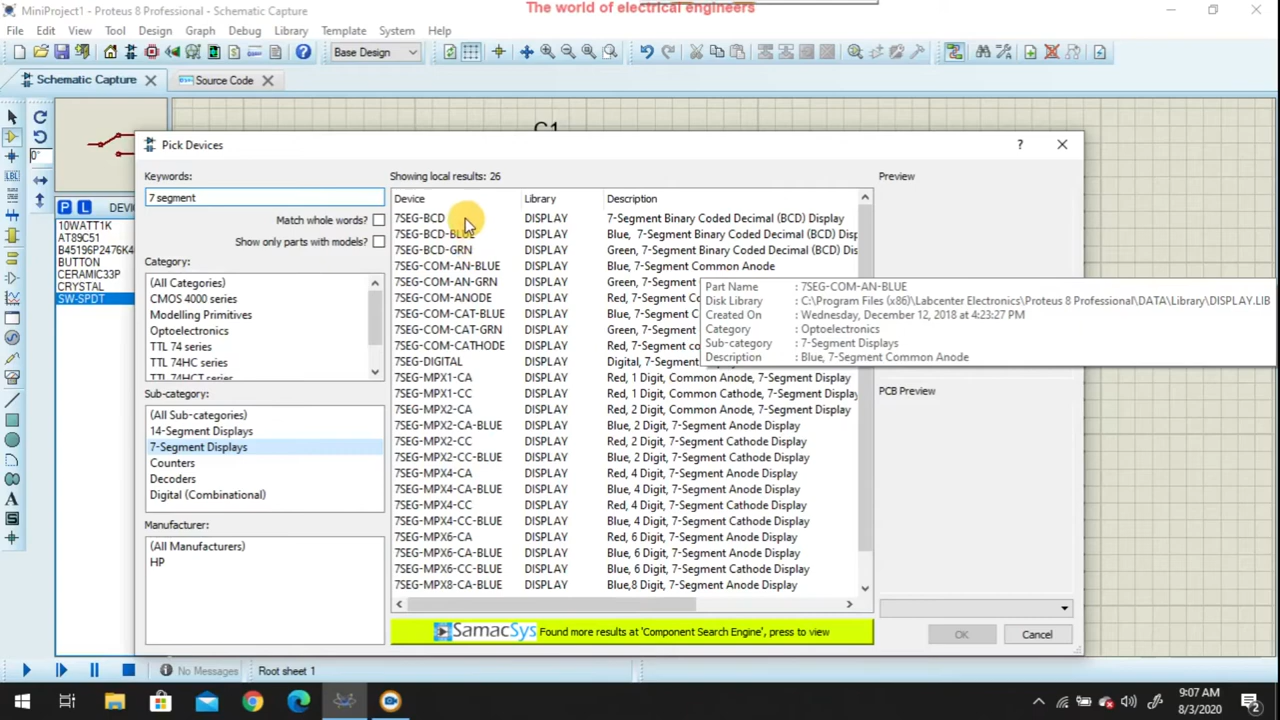 MiniProject1 - Proteus 8 Professional - Schematic Capture
The world of electrical engineers
File Edit View Tool Design Graph Debug Library Template System Help
Base Design
Schematic Capture
Source Code
C1
0°
LBL
P L DEVI
10WATT1K
AT89C51
B45196P2476K4
BUTTON
CERAMIC33P
CRYSTAL
SW-SPDT
Pick Devices
Keywords:
7 segment
Match whole words?
Show only parts with models?
Category:
(All Categories)
CMOS 4000 series
Modelling Primitives
Optoelectronics
TTL 74 series
TTL 74HC series
TTL 74HCT series
Sub-category:
(All Sub-categories)
14-Segment Displays
7-Segment Displays
Counters
Decoders
Digital (Combinational)
Manufacturer:
(All Manufacturers)
HP
Showing local results: 26
Device Library Description
7SEG-BCD DISPLAY 7-Segment Binary Coded Decimal (BCD) Display
7SEG-BCD-BLUE DISPLAY Blue, 7-Segment Binary Coded Decimal (BCD) Di
7SEG-BCD-GRN DISPLAY Green, 7-Segment Binary Coded Decimal (BCD) Di
7SEG-COM-AN-BLUE DISPLAY Blue, 7-Segment Common Anode
7SEG-COM-AN-GRN DISPLAY Green, 7-Segment
7SEG-COM-ANODE DISPLAY Red, 7-Segment C
7SEG-COM-CAT-BLUE DISPLAY Blue, 7-Segment C
7SEG-COM-CAT-GRN DISPLAY Green, 7-Segment
7SEG-COM-CATHODE DISPLAY Red, 7-Segment co
7SEG-DIGITAL DISPLAY Digital, 7-Segment
7SEG-MPX1-CA DISPLAY Red, 1 Digit, Common Anode, 7-Segment Display
7SEG-MPX1-CC DISPLAY Red, 1 Digit, Common Cathode, 7-Segment Displ
7SEG-MPX2-CA DISPLAY Red, 2 Digit, Common Anode, 7-Segment Display
7SEG-MPX2-CA-BLUE DISPLAY Blue, 2 Digit, 7-Segment Anode Display
7SEG-MPX2-CC DISPLAY Red, 2 Digit, 7-Segment Cathode Display
7SEG-MPX2-CC-BLUE DISPLAY Blue, 2 Digit, 7-Segment Cathode Display
7SEG-MPX4-CA DISPLAY Red, 4 Digit, 7-Segment Anode Display
7SEG-MPX4-CA-BLUE DISPLAY Blue, 4 Digit, 7-Segment Anode Display
7SEG-MPX4-CC DISPLAY Red, 4 Digit, 7-Segment Cathode Display
7SEG-MPX4-CC-BLUE DISPLAY Blue, 4 Digit, 7-Segment Cathode Display
7SEG-MPX6-CA DISPLAY Red, 6 Digit, 7-Segment Anode Display
7SEG-MPX6-CA-BLUE DISPLAY Blue, 6 Digit, 7-Segment Anode Display
7SEG-MPX6-CC-BLUE DISPLAY Blue, 6 Digit, 7-Segment Cathode Display
7SEG-MPX8-CA-BLUE DISPLAY Blue,8 Digit, 7-Segment Anode Display
SamacSys Found more results at 'Component Search Engine', press to view
Preview
Part Name : 7SEG-COM-AN-BLUE
Disk Library : C:\Program Files (x86)\Labcenter Electronics\Proteus 8 Professional\DATA\Library\DISPLAY.LIB
Created On : Wednesday, December 12, 2018 at 4:23:27 PM
Category : Optoelectronics
Sub-category : 7-Segment Displays
Description : Blue, 7-Segment Common Anode
PCB Preview
OK Cancel
No Messages Root sheet 1
9:07 AM
8/3/2020
2